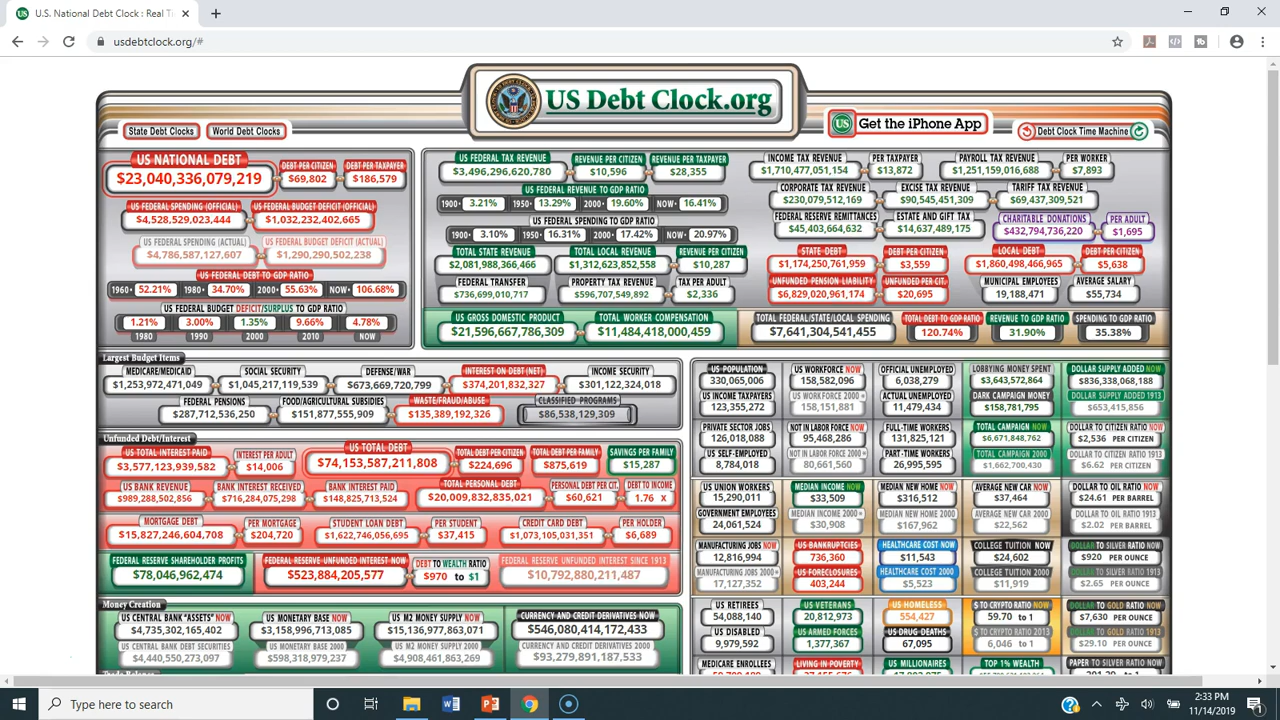 U.S. National Debt Clock : Real Ti
usdebtclock.org/#
US Debt Clock.org
State Debt Clocks
World Debt Clocks
US Get the iPhone App
Debt Clock Time Machine
US NATIONAL DEBT
$23,040,336,079,219
DEBT PER CITIZEN
$69,802
DEBT PER TAXPAYER
$186,579
US FEDERAL SPENDING (OFFICIAL)
$4,528,529,023,444
US FEDERAL BUDGET DEFICIT (OFFICIAL)
$1,032,232,402,665
US FEDERAL SPENDING (ACTUAL)
$4,786,587,127,607
US FEDERAL BUDGET DEFICIT (ACTUAL)
$1,290,290,502,238
US FEDERAL DEBT TO GDP RATIO
1960: 52.21% 1980: 34.70% 2000: 55.63% NOW: 106.68%
US FEDERAL BUDGET DEFICIT/SURPLUS TO GDP RATIO
1.21% 3.00% 1.35% 9.66% 4.78%
1980 1990 2000 2010 NOW
US FEDERAL TAX REVENUE
$3,496,296,620,780
REVENUE PER CITIZEN
$10,596
REVENUE PER TAXPAYER
$28,355
US FEDERAL REVENUE TO GDP RATIO
1900: 3.21% 1950: 13.29% 2000: 19.60% NOW: 16.41%
US FEDERAL SPENDING TO GDP RATIO
1900: 3.10% 1950: 16.31% 2000: 17.42% NOW: 20.97%
TOTAL STATE REVENUE
$2,081,988,366,466
TOTAL LOCAL REVENUE
$1,312,623,852,558
REVENUE PER CITIZEN
$10,287
FEDERAL TRANSFER
$736,699,010,717
PROPERTY TAX REVENUE
$596,707,549,892
TAX PER ADULT
$2,336
US GROSS DOMESTIC PRODUCT
$21,596,667,786,309
TOTAL WORKER COMPENSATION
$11,484,418,000,459
INCOME TAX REVENUE
$1,710,477,051,154
PER TAXPAYER
$13,872
PAYROLL TAX REVENUE
$1,251,159,016,688
PER WORKER
$7,893
CORPORATE TAX REVENUE
$230,079,512,169
EXCISE TAX REVENUE
$90,545,451,309
TARIFF TAX REVENUE
$69,437,309,521
FEDERAL RESERVE REMITTANCES
$45,403,664,632
ESTATE AND GIFT TAX
$14,637,489,175
CHARITABLE DONATIONS
$432,794,736,220
PER ADULT
$1,695
STATE DEBT
$1,174,250,761,959
DEBT PER CITIZEN
$3,559
LOCAL DEBT
$1,860,498,466,965
DEBT PER CITIZEN
$5,638
UNFUNDED PENSION LIABILITY
$6,829,020,961,174
UNFUNDED PER CIT.
$20,695
MUNICIPAL EMPLOYEES
19,188,471
AVERAGE SALARY
$55,734
TOTAL FEDERAL/STATE/LOCAL SPENDING
$7,641,304,541,455
TOTAL DEBT TO GDP RATIO
120.74%
REVENUE TO GDP RATIO
31.90%
SPENDING TO GDP RATIO
35.38%
Largest Budget Items
MEDICARE/MEDICAID
$1,253,972,471,049
SOCIAL SECURITY
$1,045,217,119,539
DEFENSE/WAR
$673,669,720,799
INTEREST ON DEBT (NET)
$374,201,832,327
INCOME SECURITY
$301,122,324,018
FEDERAL PENSIONS
$287,712,536,250
FOOD/AGRICULTURAL SUBSIDIES
$151,877,555,909
WASTE/FRAUD/ABUSE
$135,389,192,326
CLASSIFIED PROGRAMS
$86,538,129,309
Unfunded Debt/Interest
US TOTAL INTEREST PAID
$3,577,123,939,582
INTEREST PER ADULT
$14,006
US TOTAL DEBT
$74,153,587,211,808
TOTAL DEBT PER CITIZEN
$224,696
TOTAL DEBT PER FAMILY
$875,619
SAVINGS PER FAMILY
$15,287
US BANK REVENUE
$989,288,502,856
BANK INTEREST RECEIVED
$716,284,075,298
BANK INTEREST PAID
$148,825,713,524
TOTAL PERSONAL DEBT
$20,009,832,835,021
PERSONAL DEBT PER CIT.
$60,621
DEBT TO INCOME
1.76 x
MORTGAGE DEBT
$15,827,246,604,708
PER MORTGAGE
$204,720
STUDENT LOAN DEBT
$1,622,746,056,695
PER STUDENT
$37,415
CREDIT CARD DEBT
$1,073,105,031,351
PER HOLDER
$6,689
FEDERAL RESERVE SHAREHOLDER PROFITS
$78,046,962,474
FEDERAL RESERVE UNFUNDED INTEREST NOW
$523,884,205,577
DEBT TO WEALTH RATIO
$970 to $1
FEDERAL RESERVE UNFUNDED INTEREST SINCE 1913
$10,792,880,211,487
Money Creation
US CENTRAL BANK "ASSETS" NOW
$4,735,302,165,402
US MONETARY BASE NOW
$3,158,996,713,085
US M2 MONEY SUPPLY NOW
$15,136,977,863,071
CURRENCY AND CREDIT DERIVATIVES NOW
$546,080,414,172,433
US CENTRAL BANK DEBT SECURITIES
$4,440,550,273,097
US MONETARY BASE 2000
$598,318,979,237
US M2 MONEY SUPPLY 2000
$4,908,461,863,269
CURRENCY AND CREDIT DERIVATIVES 2000
$93,279,891,187,533
US POPULATION
330,065,006
US WORKFORCE NOW
158,582,096
OFFICIAL UNEMPLOYED
6,038,279
LOBBYING MONEY SPENT
$3,643,572,864
DOLLAR SUPPLY ADDED NOW
$836,338,068,188
US INCOME TAXPAYERS
123,355,272
US WORKFORCE 2000
158,151,881
ACTUAL UNEMPLOYED
11,479,434
DARK CAMPAIGN MONEY
$158,781,795
DOLLAR SUPPLY ADDED 1913
$653,415,856
PRIVATE SECTOR JOBS
126,018,088
NOT IN LABOR FORCE NOW
95,468,286
FULL-TIME WORKERS
131,825,121
TOTAL CAMPAIGN NOW
$6,671,848,762
DOLLAR TO CITIZEN RATIO NOW
$2,536 PER CITIZEN
US SELF-EMPLOYED
8,784,018
NOT IN LABOR FORCE 2000
80,661,560
PART-TIME WORKERS
26,995,595
TOTAL CAMPAIGN 2000
$1,662,700,430
DOLLAR TO CITIZEN RATIO 1913
$6.62 PER CITIZEN
US UNION WORKERS
15,290,011
MEDIAN INCOME NOW
$33,509
MEDIAN NEW HOME NOW
$316,512
AVERAGE NEW CAR NOW
$37,464
DOLLAR TO OIL RATIO NOW
$24.61 PER BARREL
GOVERNMENT EMPLOYEES
24,061,524
MEDIAN INCOME 2000
$30,908
MEDIAN NEW HOME 2000
$167,962
AVERAGE NEW CAR 2000
$22,562
DOLLAR TO OIL RATIO 1913
$2.02 PER BARREL
MANUFACTURING JOBS NOW
12,816,994
US BANKRUPTCIES
736,360
HEALTHCARE COST NOW
$11,543
COLLEGE TUITION NOW
$24,602
DOLLAR TO SILVER RATIO NOW
$920 PER OUNCE
MANUFACTURING JOBS 2000
17,127,352
US FORECLOSURES
403,244
HEALTHCARE COST 2000
$5,523
COLLEGE TUITION 2000
$11,919
DOLLAR TO SILVER RATIO 1913
$2.65 PER OUNCE
US RETIREES
54,088,140
US VETERANS
20,812,973
US HOMELESS
554,427
$ TO CRYPTO RATIO NOW
59.70 to 1
DOLLAR TO GOLD RATIO NOW
$7,630 PER OUNCE
US DISABLED
9,979,592
US ARMED FORCES
1,377,367
US DRUG DEATHS
67,095
$ TO CRYPTO RATIO 2013
6,046 to 1
DOLLAR TO GOLD RATIO 1913
$29.10 PER OUNCE
MEDICARE ENROLLEES
LIVING IN POVERTY
US MILLIONAIRES
TOP 1% WEALTH
PAPER TO SILVER RATIO NOW
Type here to search
2:33 PM
11/14/2019